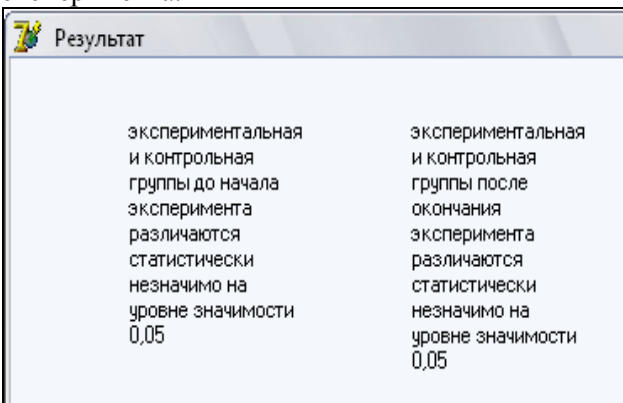 Результат
экспериментальная
и контрольная
группы до начала
эксперимента
различаются
статистически
незначимо на
уровне значимости
0,05
экспериментальная
и контрольная
группы после
окончания
эксперимента
различаются
статистически
незначимо на
уровне значимости
0,05